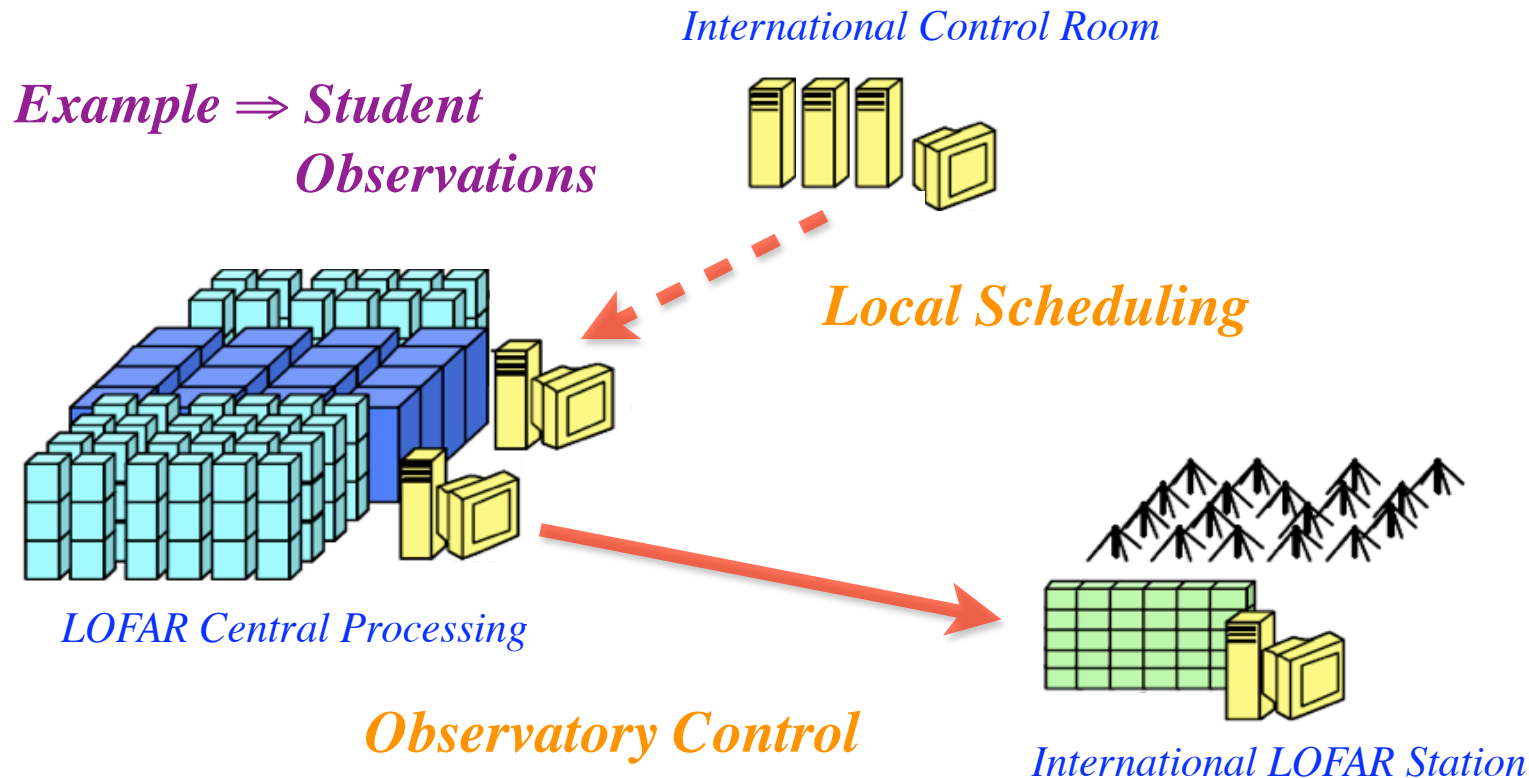 International Control Room
Example ⇒ Student
Observations
Local Scheduling
LOFAR Central Processing
Observatory Control
International LOFAR Station